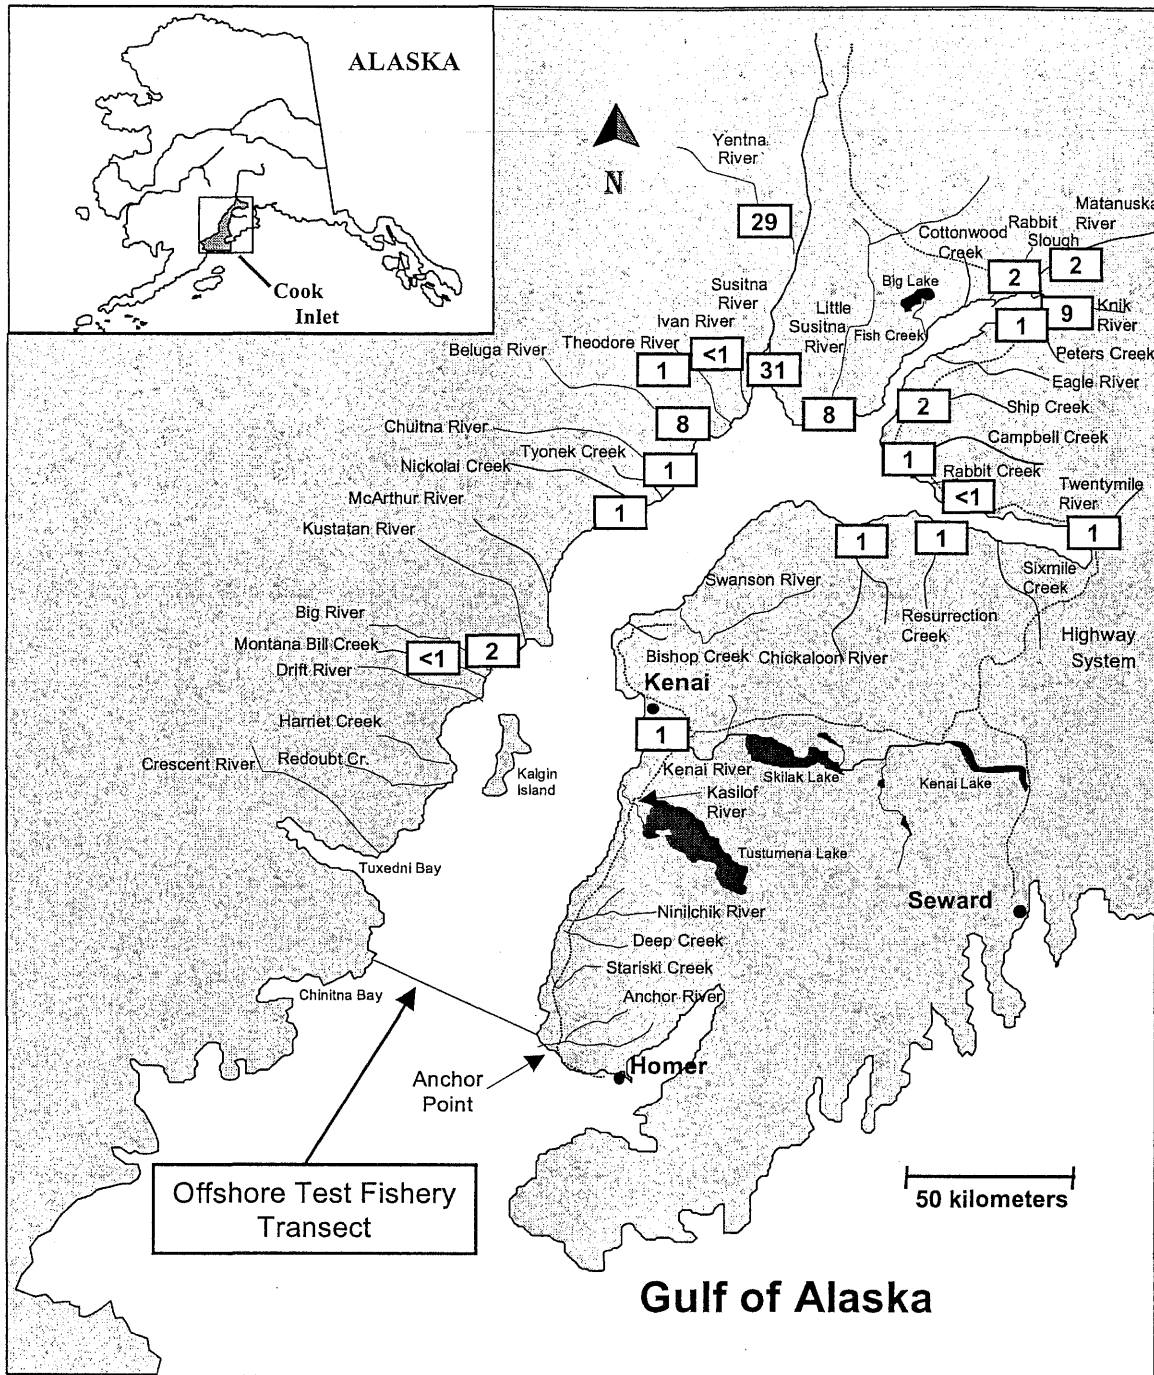 ALASKA
Cook
Inlet
N
Yentna
River
29
Matanuska
River
Rabbit
Slough
Cottonwood
Creek
2
2
Big Lake
9
Knik
River
1
Susitna
River
Little
Susitna
River
Fish Creek
Peters Creek
Ivan River
Theodore River
<1
Beluga River
1
31
Eagle River
8
2
Ship Creek
8
Chuitna River
Campbell Creek
Tyonek Creek
1
1
Nickolai Creek
Rabbit Creek
<1
Twentymile
River
McArthur River
1
Kustatan River
1
1
1
Sixmile
Creek
Swanson River
Resurrection
Creek
Big River
Montana Bill Creek
<1
2
Drift River
Bishop Creek
Chickaloon River
Highway
System
Kenai
Harriet Creek
1
Crescent River
Redoubt Cr.
Kalgin
Island
Kenai River
Skilak Lake
Kenai Lake
Kasilof
River
Tuxedni Bay
Tustumena Lake
Seward
Ninilchik River
Deep Creek
Stariski Creek
Chinitna Bay
Anchor River
Homer
Anchor
Point
Offshore Test Fishery
Transect
50 kilometers
Gulf of Alaska